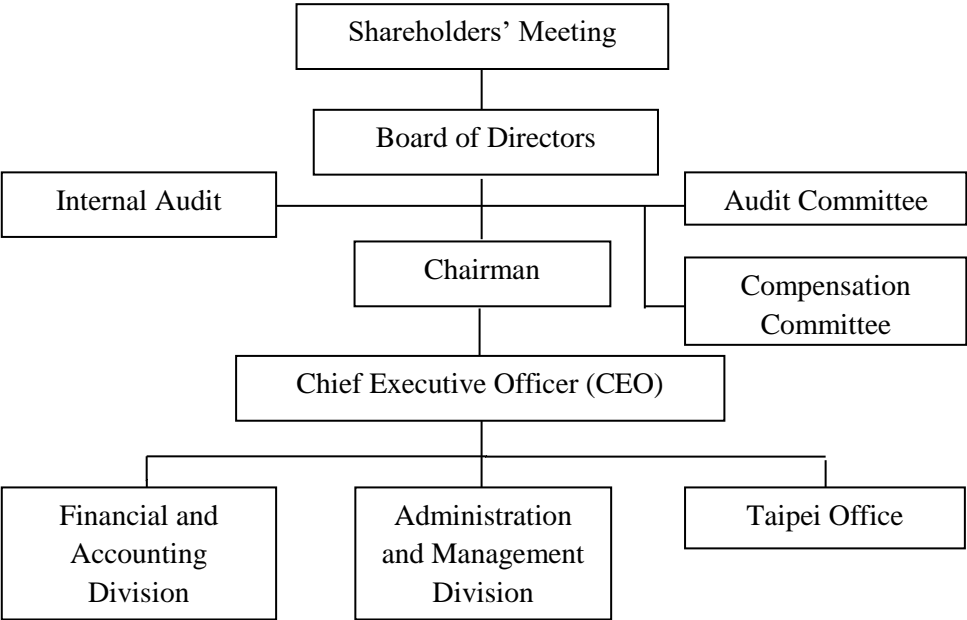 Shareholders’ Meeting
Board of Directors
Internal Audit
Audit Committee
Chairman
Compensation
Committee
Chief Executive Officer (CEO)
Financial and
Accounting
Division
Administration
and Management
Division
Taipei Office